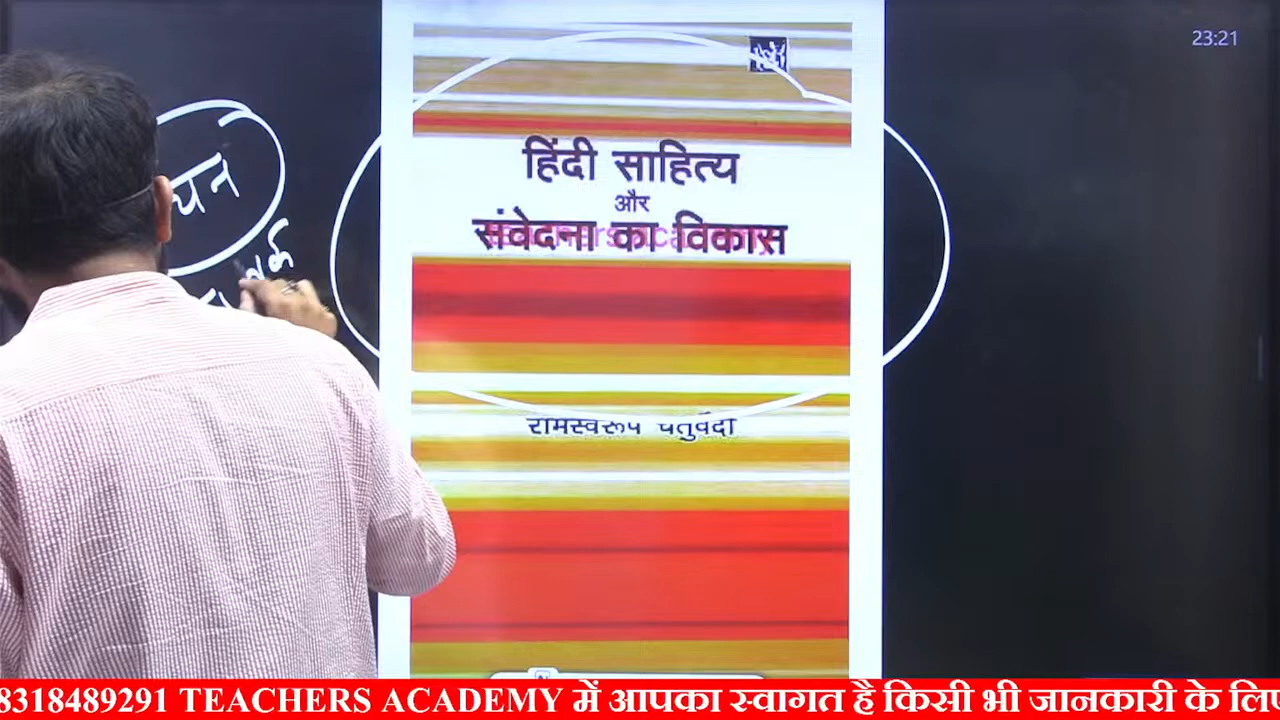 23:21
हिंदी साहित्य
और
संवेदना का विकास
रामस्वरूप चतुर्वेदी
8318489291 TEACHERS ACADEMY में आपका स्वागत है किसी भी जानकारी के लिए